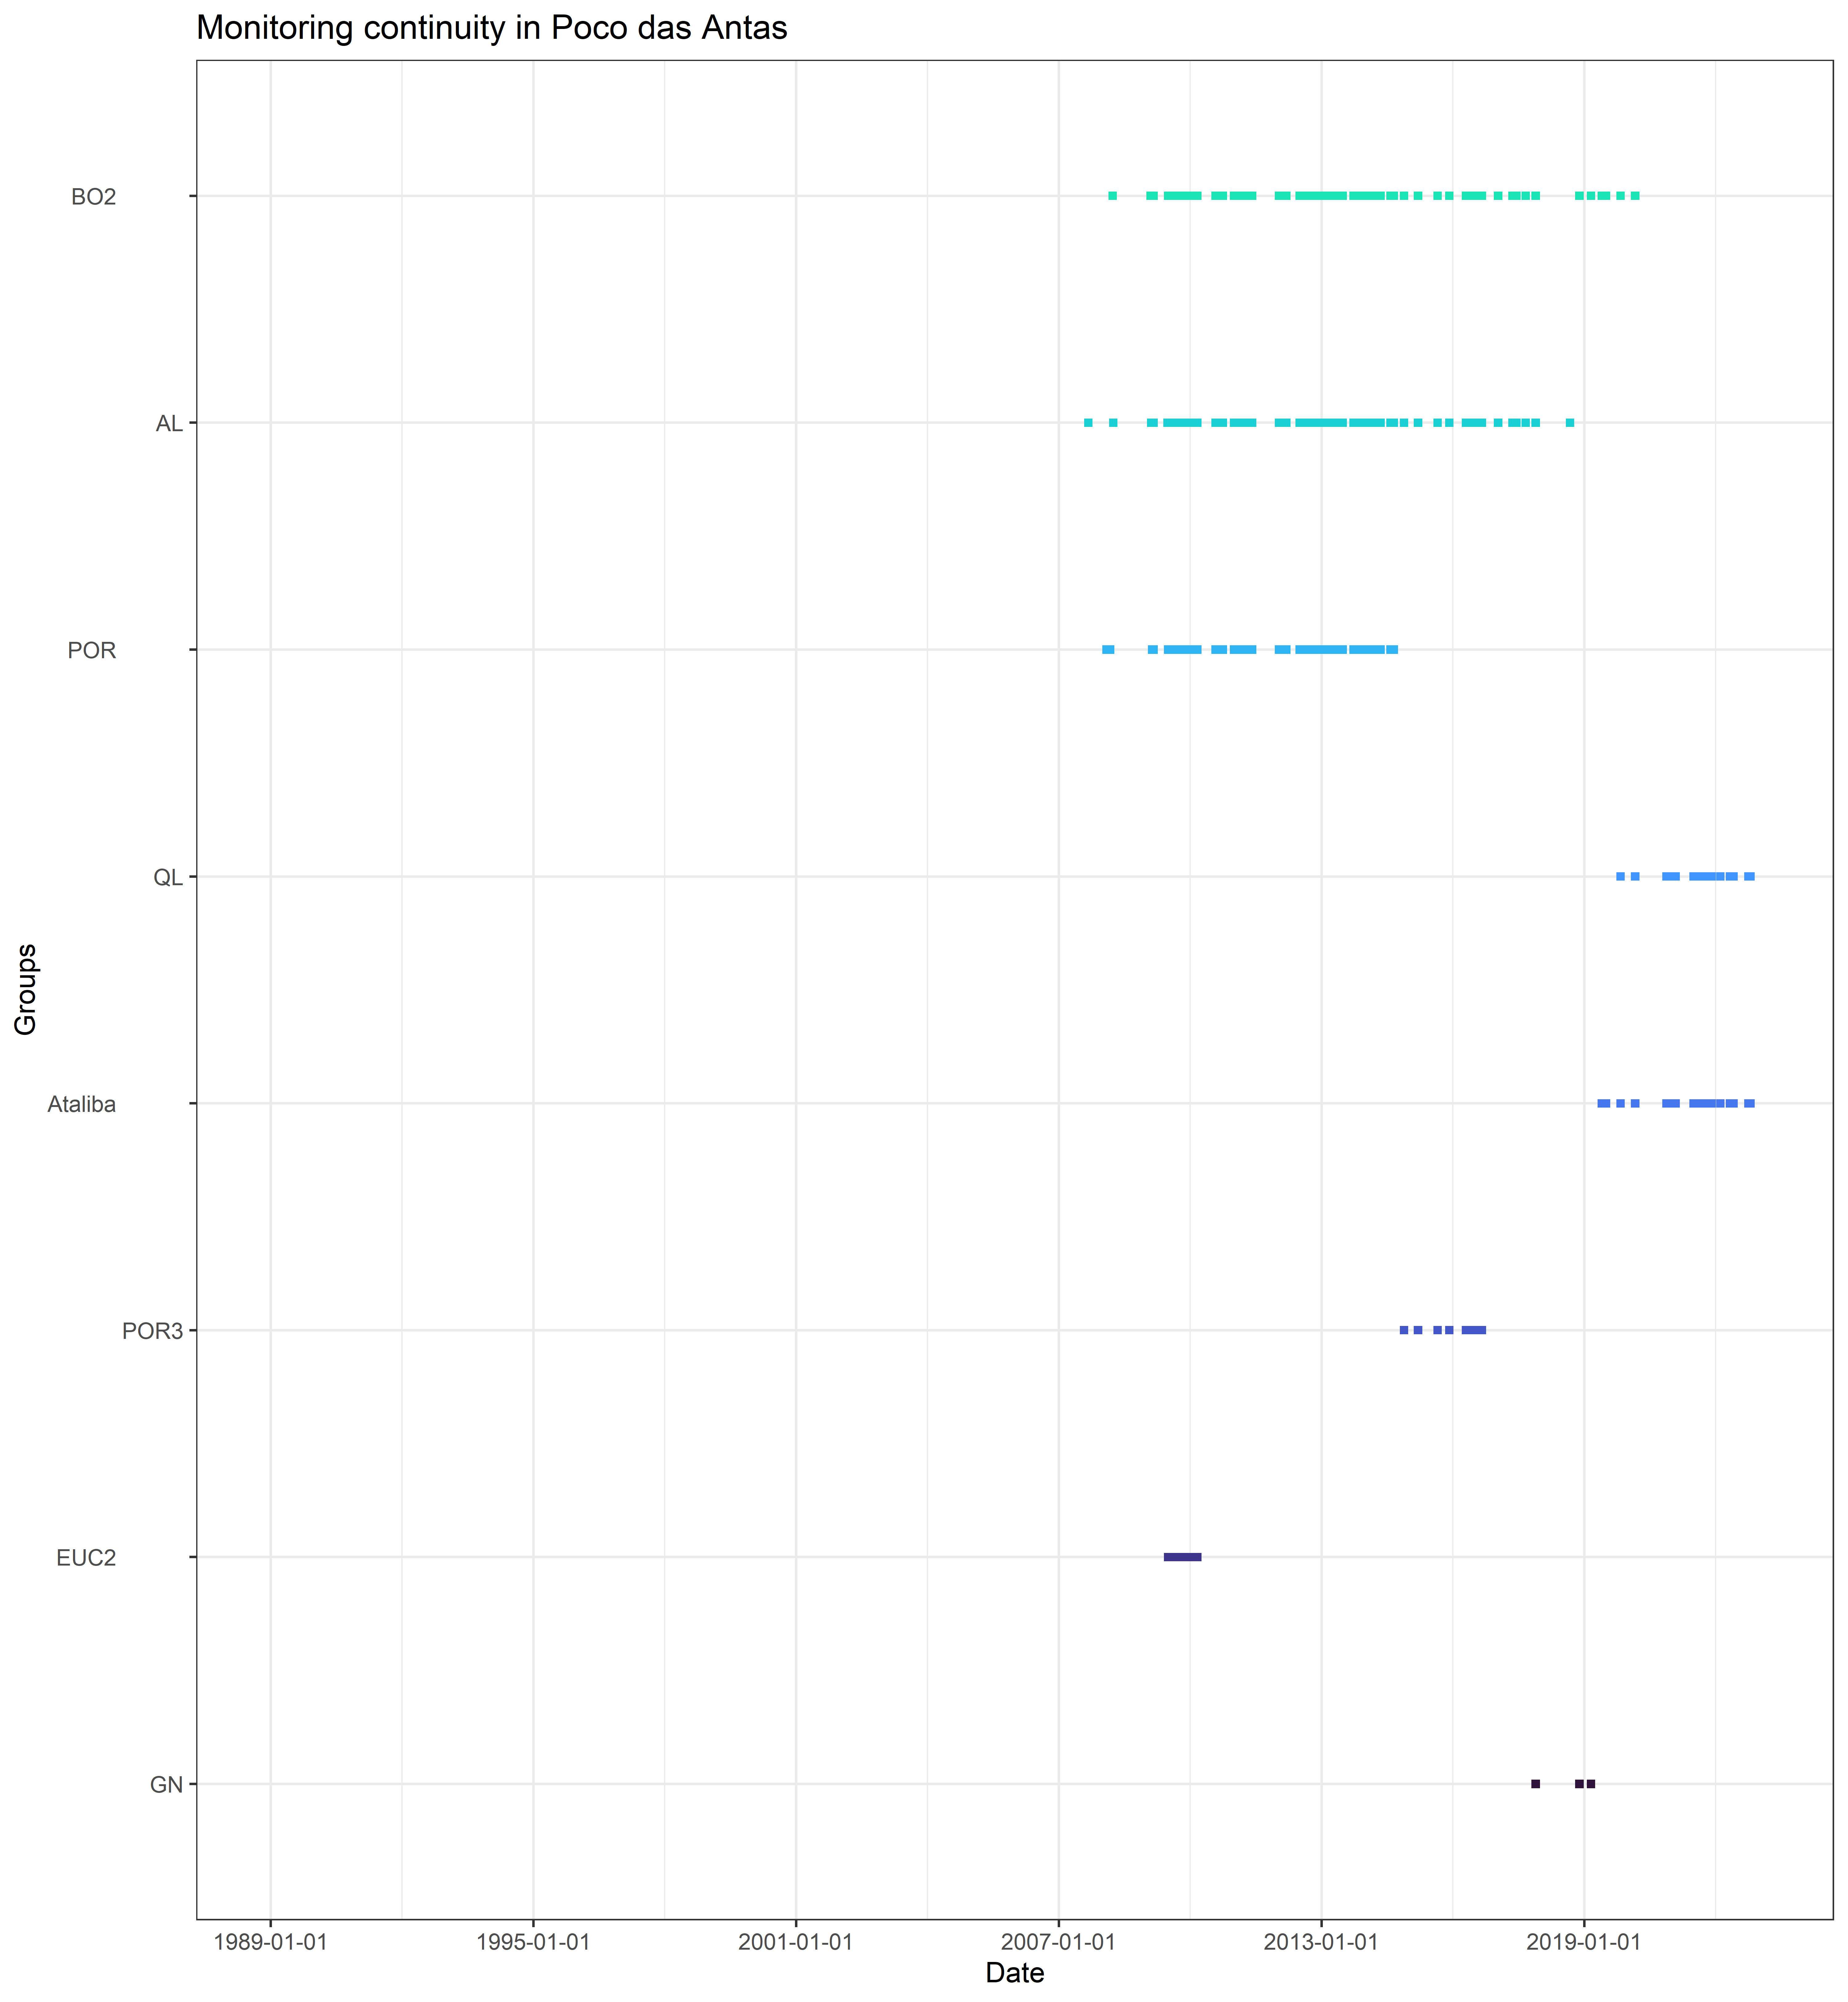 Monitoring continuity in Poco das Antas
BO2
AL
POR
QL
Groups
Ataliba
POR3
EUC2
GN
1989-01-01 1995-01-01 2001-01-01 2007-01-01 2013-01-01 2019-01-01
Date